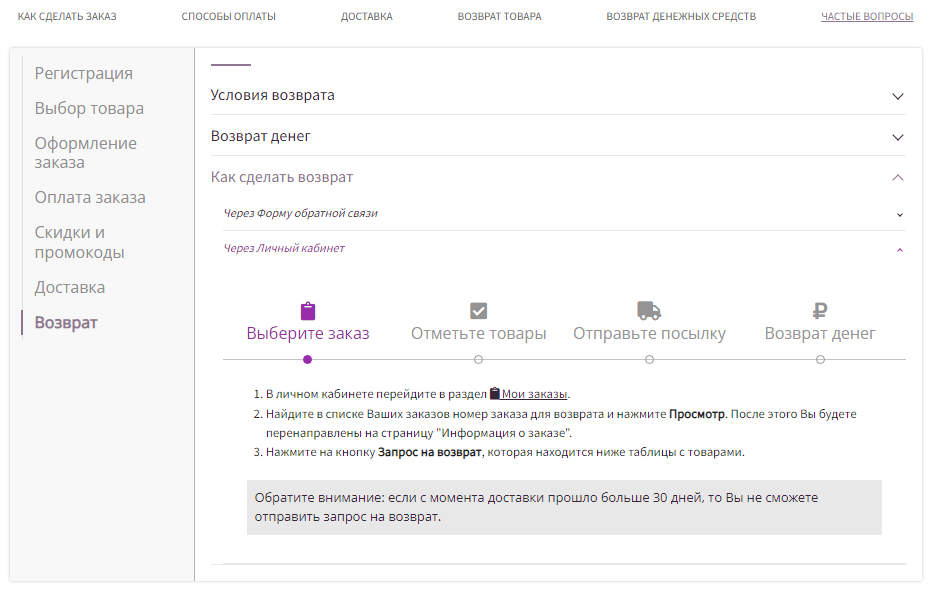 КАК СДЕЛАТЬ ЗАКАЗ
СПОСОБЫ ОПЛАТЫ
ДОСТАВКА
ВОЗВРАТ ТОВАРА
ВОЗВРАТ ДЕНЕЖНЫХ СРЕДСТВ
ЧАСТЫЕ ВОПРОСЫ
Регистрация
Выбор товара
Оформление
заказа
Оплата заказа
Скидки и
промокоды
Доставка
Возврат
Условия возврата
Возврат денег
Как сделать возврат
Через Форму обратной связи
Через Личный кабинет
Выберите заказ
Отметьте товары
Отправьте посылку
Возврат денег
1. В личном кабинете перейдите в раздел Мои заказы.
2. Найдите в списке Ваших заказов номер заказа для возврата и нажмите Просмотр. После этого Вы будете
перенаправлены на страницу "Информация о заказе".
3. Нажмите на кнопку Запрос на возврат, которая находится ниже таблицы с товарами.
Обратите внимание: если с момента доставки прошло больше 30 дней, то Вы не сможете
отправить запрос на возврат.